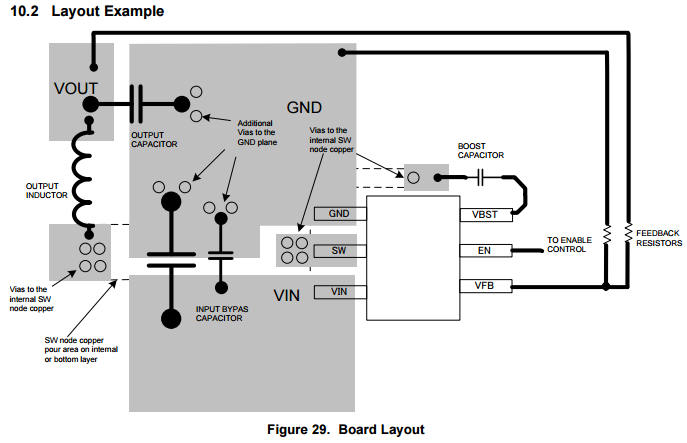 10.2 Layout Example
VOUT
OUTPUT
CAPACITOR
Additional
Vias to the
GND plane
GND
Vias to the
internal SW
node copper
BOOST
CAPACITOR
OUTPUT
INDUCTOR
GND
VBST
SW
EN
TO ENABLE
CONTROL
FEEDBACK
RESISTORS
VIN
VIN
VFB
Vias to the
internal SW
node copper
INPUT BYPAS
CAPACITOR
SW node copper
pour area on internal
or bottom layer
Figure 29. Board Layout